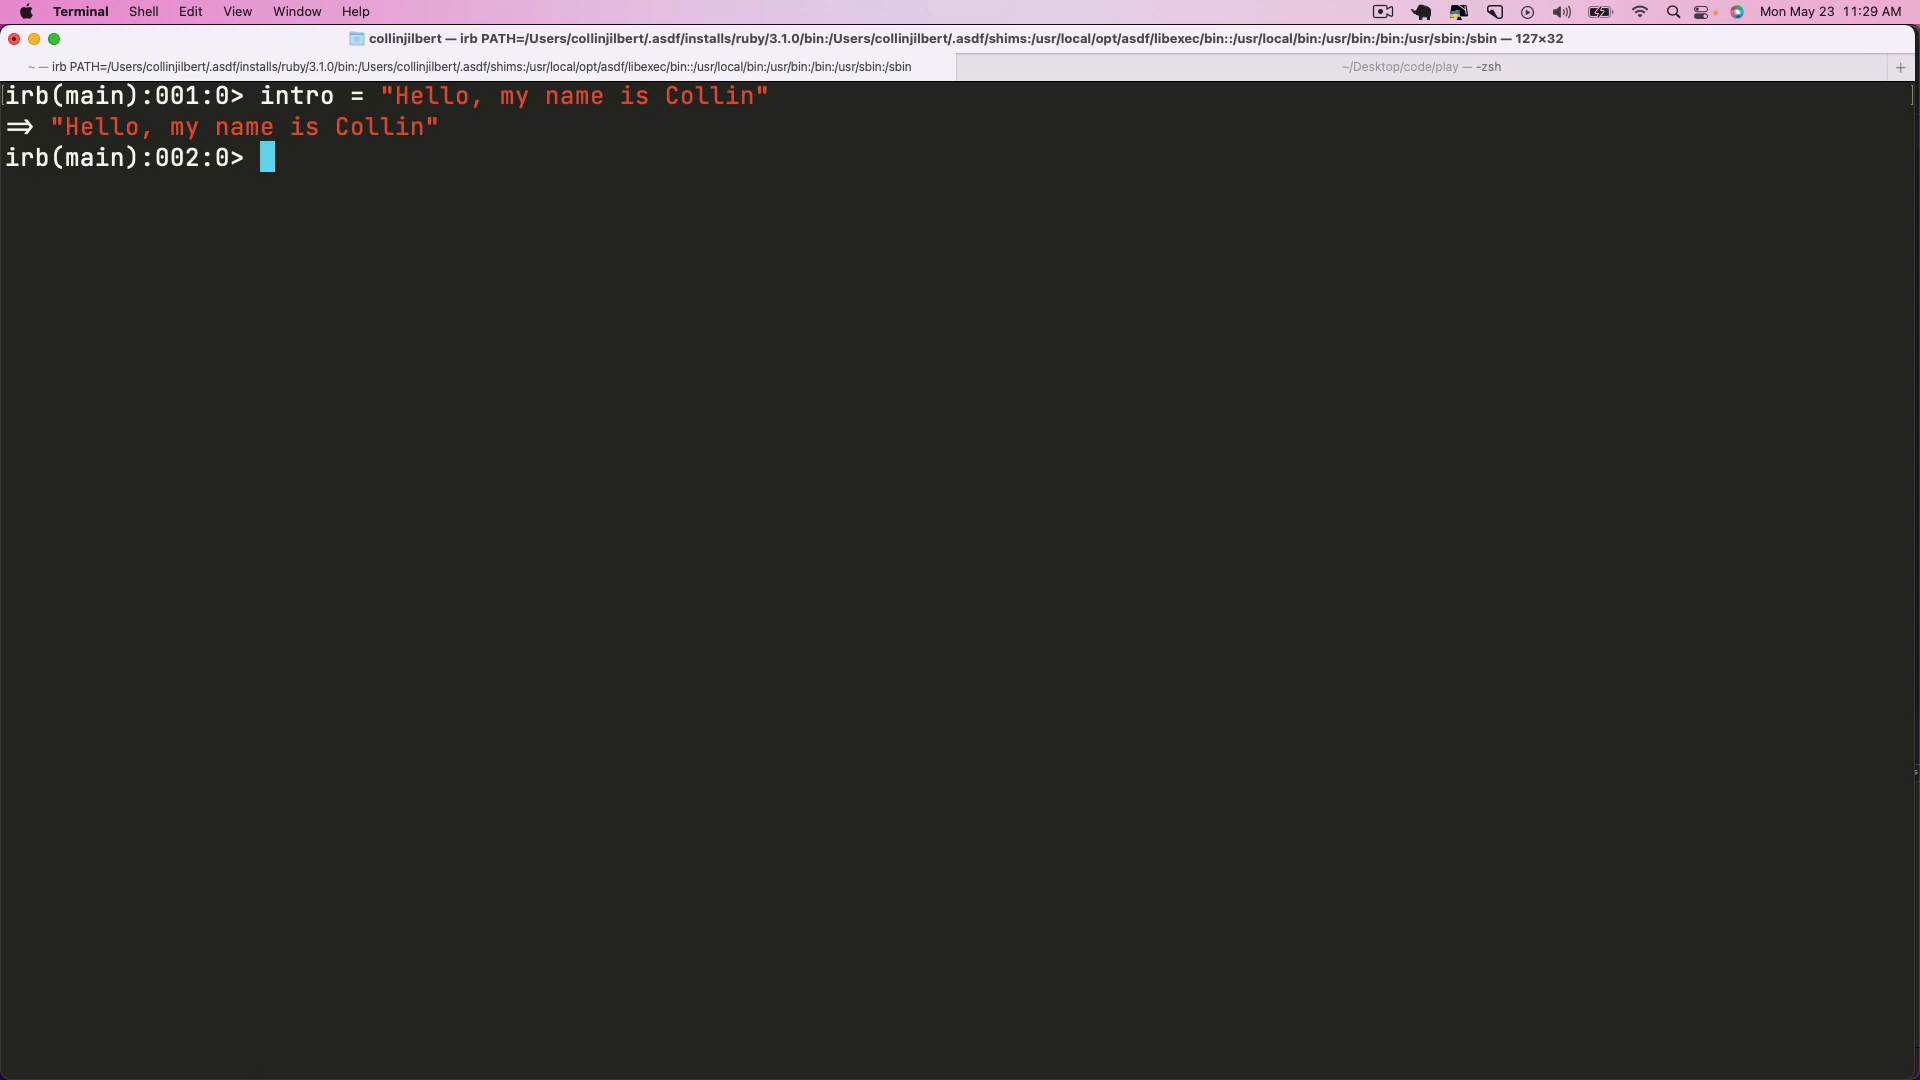 Terminal Shell Edit View Window Help Mon May 23 11:29 AM
collinjilbert — irb PATH=/Users/collinjilbert/.asdf/installs/ruby/3.1.0/bin:/Users/collinjilbert/.asdf/shims:/usr/local/opt/asdf/libexec/bin::/usr/local/bin:/usr/bin:/bin:/usr/sbin:/sbin — 127×32
~ — irb PATH=/Users/collinjilbert/.asdf/installs/ruby/3.1.0/bin:/Users/collinjilbert/.asdf/shims:/usr/local/opt/asdf/libexec/bin::/usr/local/bin:/usr/bin:/bin:/usr/sbin:/sbin ~/Desktop/code/play — -zsh +
irb(main):001:0> intro = "Hello, my name is Collin"
=> "Hello, my name is Collin"
irb(main):002:0>